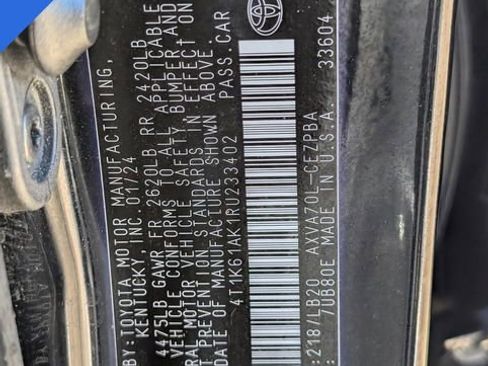 BY: TOYOTA MOTOR MANUFACTURING,
KENTUCKY, INC. 01/24
4475LB GAWR FR 2620LB RR 2420LB
VEHICLE CONFORMS TO ALL APPLICABLE
RAL MOTOR VEHICLE SAFETY BUMPER AND
T PREVENTION STANDARDS IN EFFECT ON
DATE OF MANUFACTURE SHOWN ABOVE.
4T1K61AK1RU233402 PASS.CAR
:218/LB20 AXVA70L-CEZPBA
:7UB80E MADE IN U.S.A. 33604